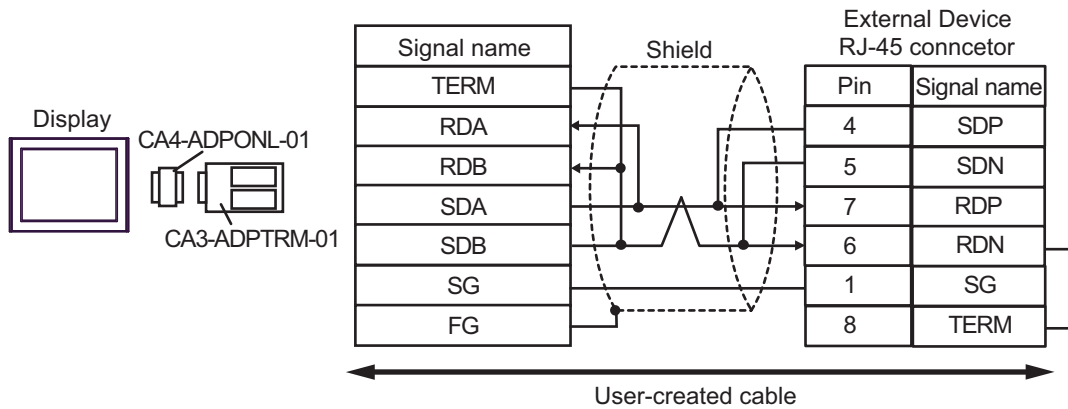 Display
CA4-ADPONL-01
CA3-ADPTRM-01
Signal name
TERM
RDA
RDB
SDA
SDB
SG
FG
Shield
External Device
RJ-45 conncetor
Pin Signal name
4 SDP
5 SDN
7 RDP
6 RDN
1 SG
8 TERM
User-created cable